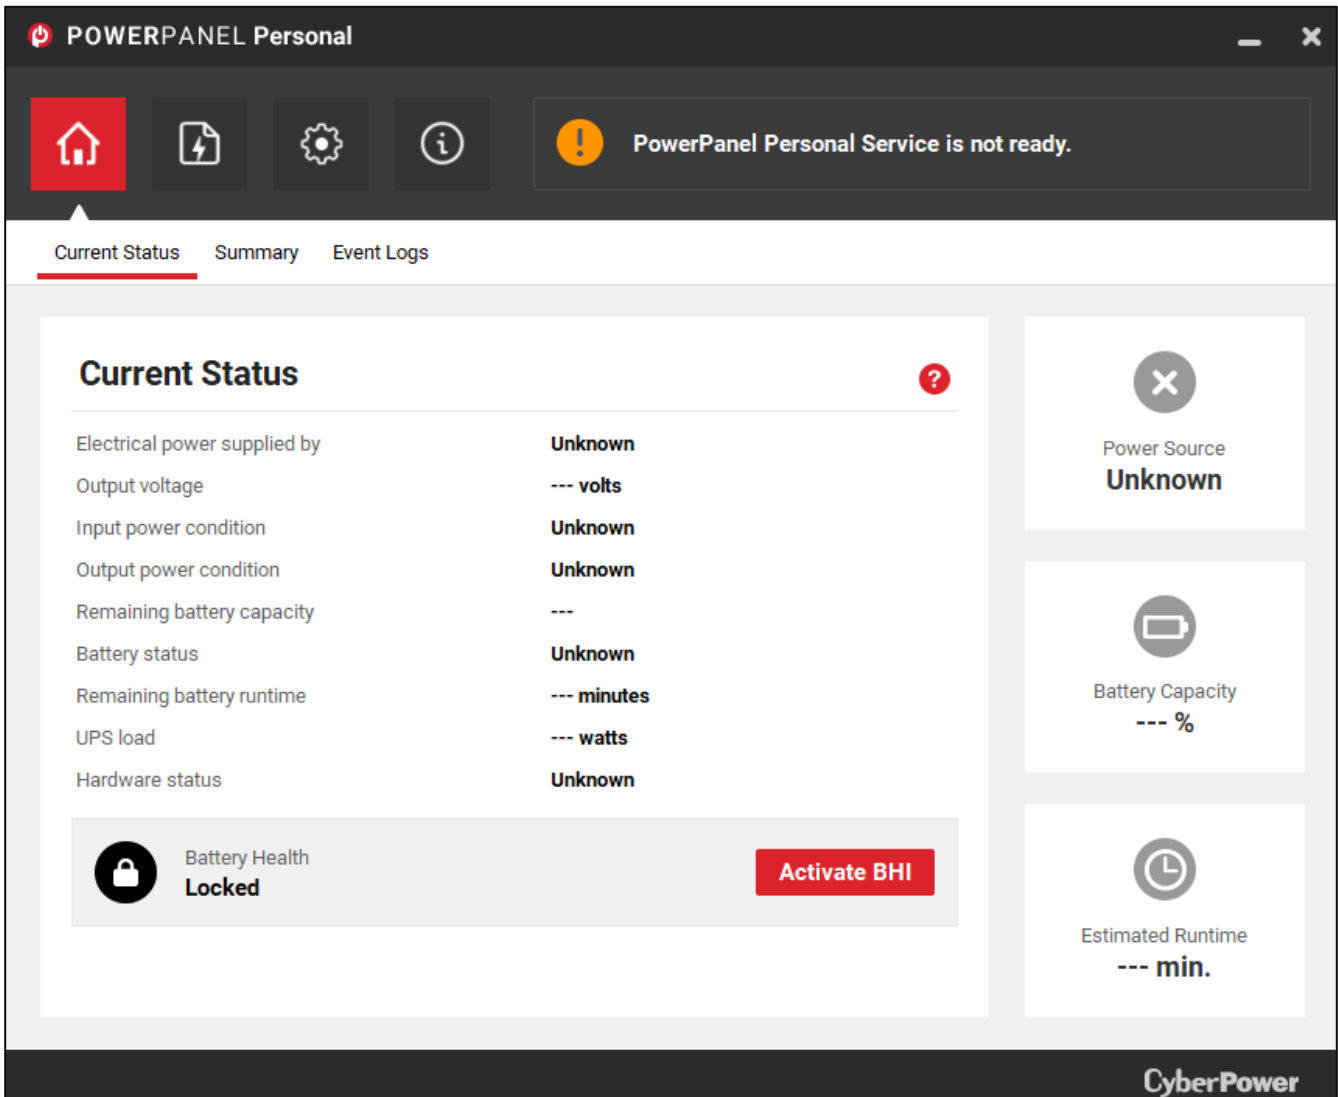 POWERPANEL Personal
PowerPanel Personal Service is not ready.
Current Status Summary Event Logs
Current Status
Electrical power supplied by Unknown
Output voltage --- volts
Input power condition Unknown
Output power condition Unknown
Remaining battery capacity ---
Battery status Unknown
Remaining battery runtime --- minutes
UPS load --- watts
Hardware status Unknown
Battery Health
Locked
Activate BHI
Power Source
Unknown
Battery Capacity
--- %
Estimated Runtime
--- min.
CyberPower